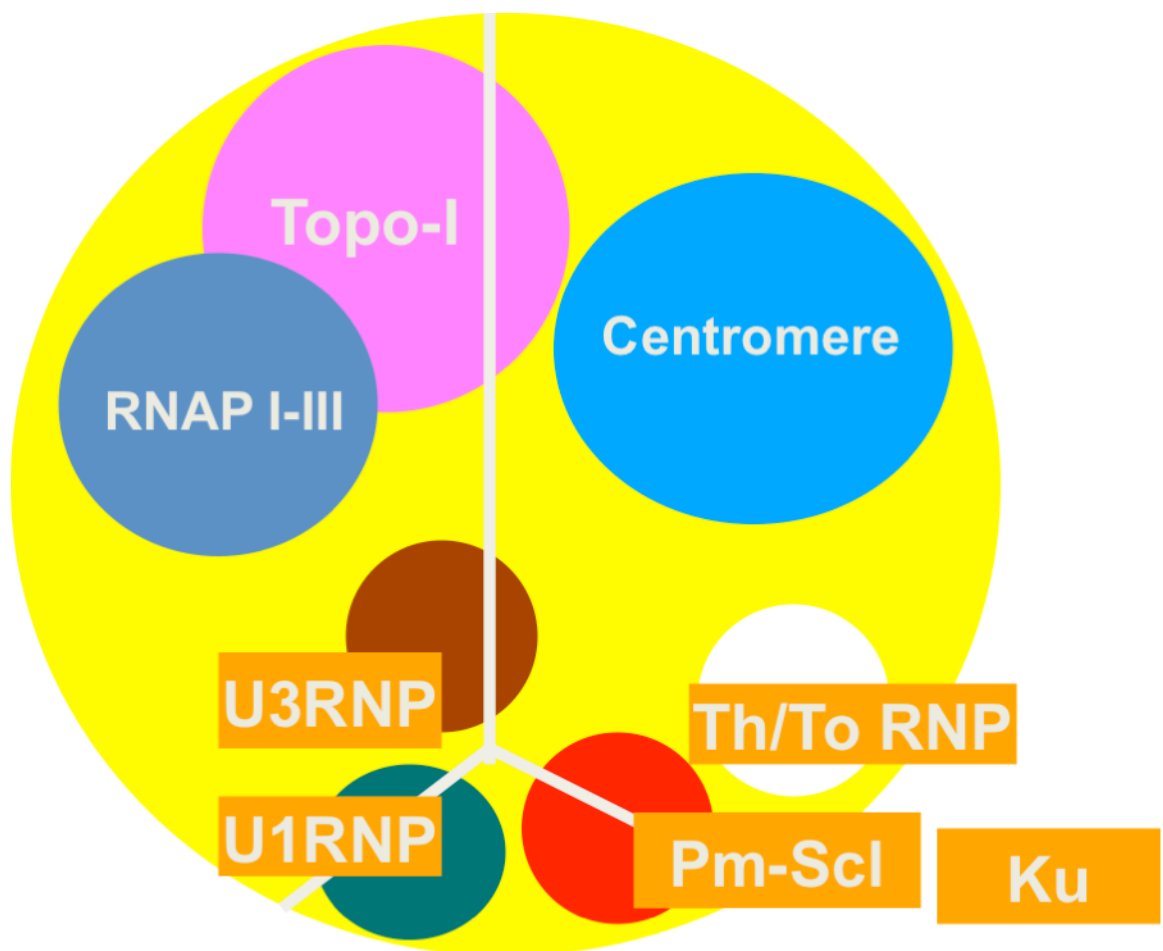 Topo-I
Centromere
RNAP I-III
U3RNP
Th/To RNP
U1RNP
Pm-Scl
Ku